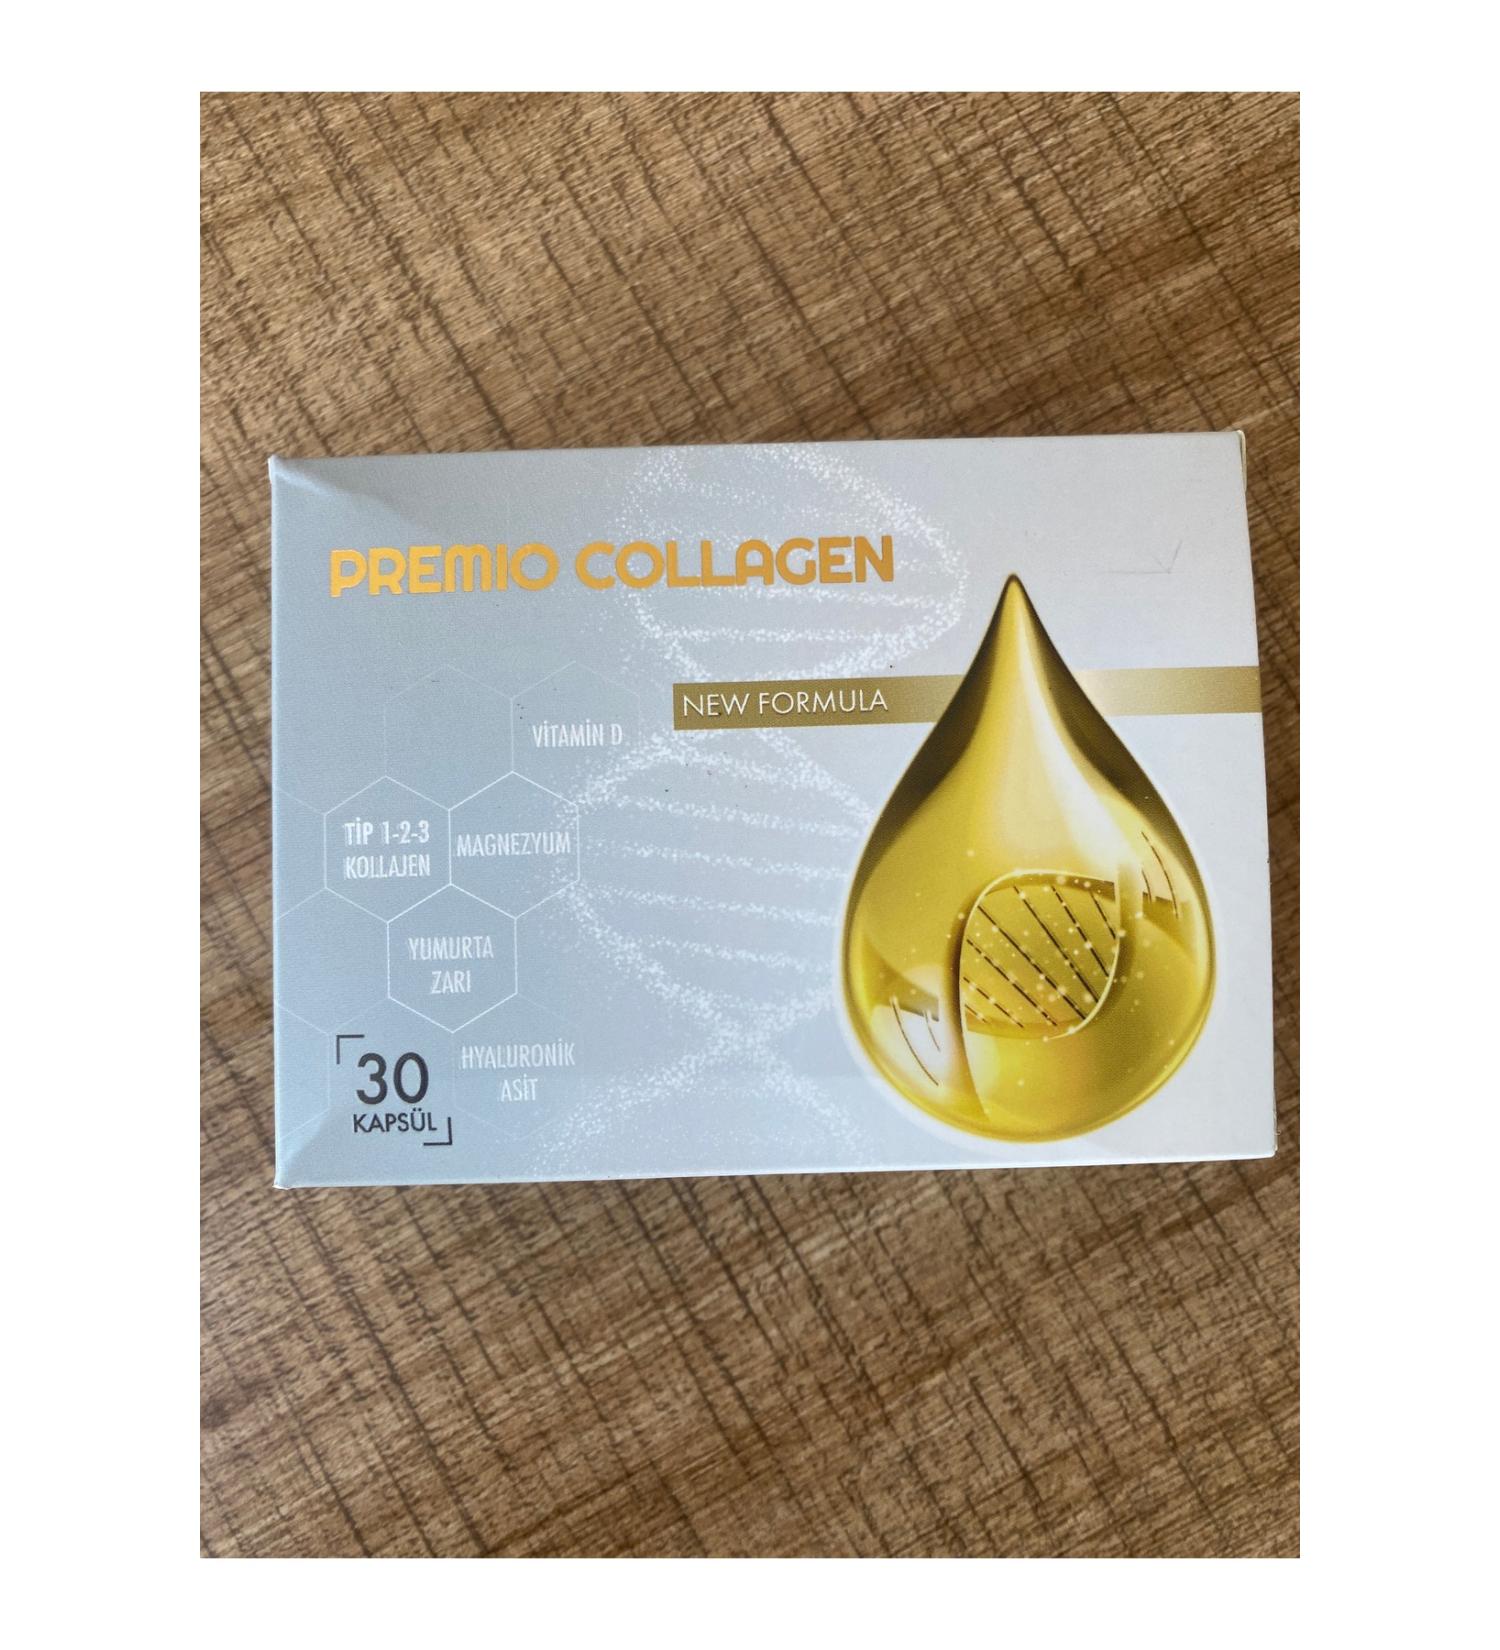 PREMIO COLLAGEN
NEW FORMULA
VİTAMİN D
TİP 1-2-3
KOLLAJEN
MAGNEZYUM
YUMURTA
ZARI
HYALURONİK
ASİT
30
KAPSÜL